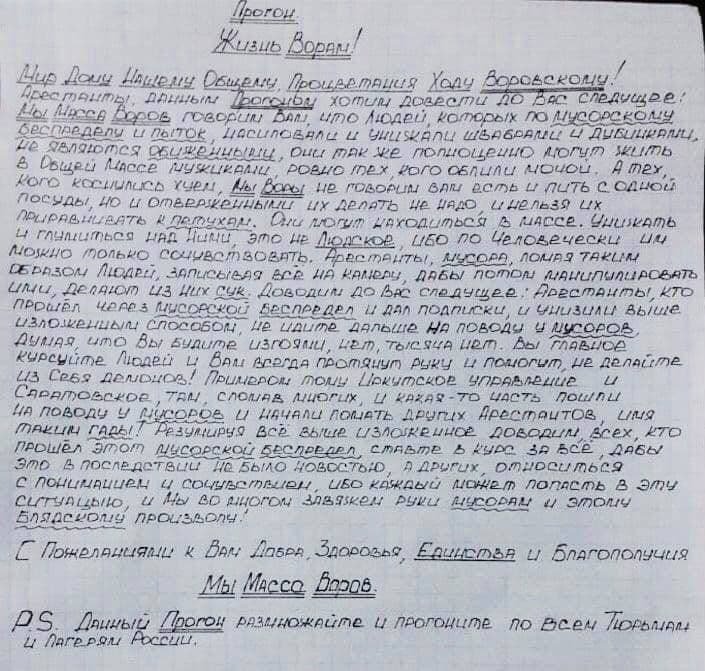 Прогон.
Жизнь Ворам!
Мир Дому Нашему Общему, Процветания Ходу Воровскому!
Арестанты, данным Прогоном хотим довести до Вас следущее:
Мы Масса Воров говорим Вам, что Людей, которых по мусорскому
беспределу и пыток, насиловали и унижали швабрами и дубинками,
не являются обиженными, они так же полноценно могут жить
в Общей Массе мужиками, ровно тех, кого облили мочой. А тех,
кого коснулись хуем, Мы Воры не говорим вам есть и пить с одной
посуды, но и отверженными их делать не надо, и нельзя их
приравнивать к петухам. Они могут находиться в массе. Унижать
и глумиться над Ними, это не Людское, ибо по Человечески им
можно только сочувствовать. Арестанты, мусора, ломая таким
образом Людей, записывая всё на камеру, дабы потом манипулировать
ими, делают из них сук. Доводим до Вас следущее: Арестанты, кто
прошёл через мусорской беспредел и дал подписки, и унизили выше
изложенным способом, не идите дальше на поводу у мусоров,
думая, что Вы будите изгоями, нет, тысяча нет. Вы главное
курсуйте Людей и Вам всегда протянут руку и помогут, не делайте
из Себя демонов! Примером тому Иркутское управление и
Саратовское, там, сломав многих, и какая-то часть пошли
на поводу у мусоров и начали ломать других Арестантов, имя
таким гады! Резумируя всё выше изложенное доводим, всех, кто
прошёл этот мусорской беспредел, ставьте в курс за всё, дабы
это в последствии не было новостью, а других, относиться
с пониманием и сочувствием, ибо каждый может попасть в эту
ситуацыю, и Мы во многом завяжем руки мусорам и этому
блядскому произволу!
С Пожеланиями к Вам Добра, Здоровья, Единства и Благополучия
Мы Масса Воров.
P.S. Данный Прогон размножайте и прогоните по всем Тюрьмам
и Лагерям России.